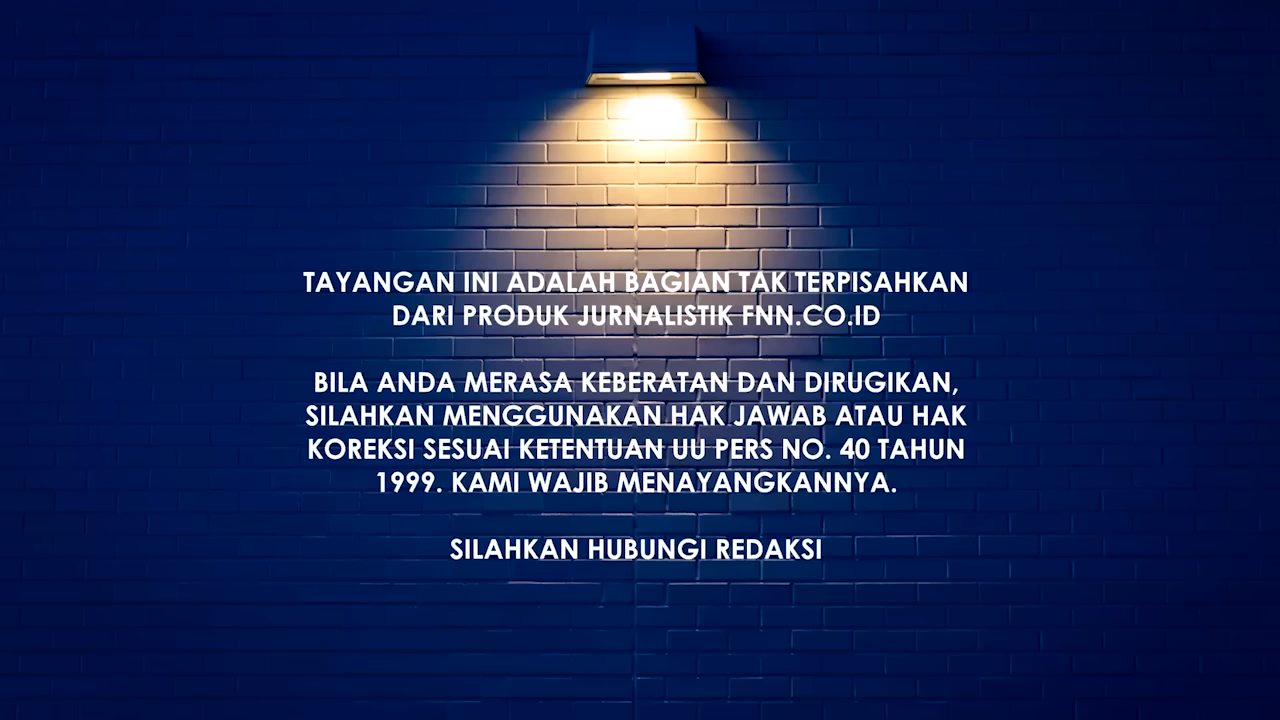 TAYANGAN INI ADALAH BAGIAN TAK TERPISAHKAN
DARI PRODUK JURNALISTIK FNN.CO.ID
BILA ANDA MERASA KEBERATAN DAN DIRUGIKAN,
SILAHKAN MENGGUNAKAN HAK JAWAB ATAU HAK
KOREKSI SESUAI KETENTUAN UU PERS NO. 40 TAHUN
1999. KAMI WAJIB MENAYANGKANNYA.
SILAHKAN HUBUNGI REDAKSI